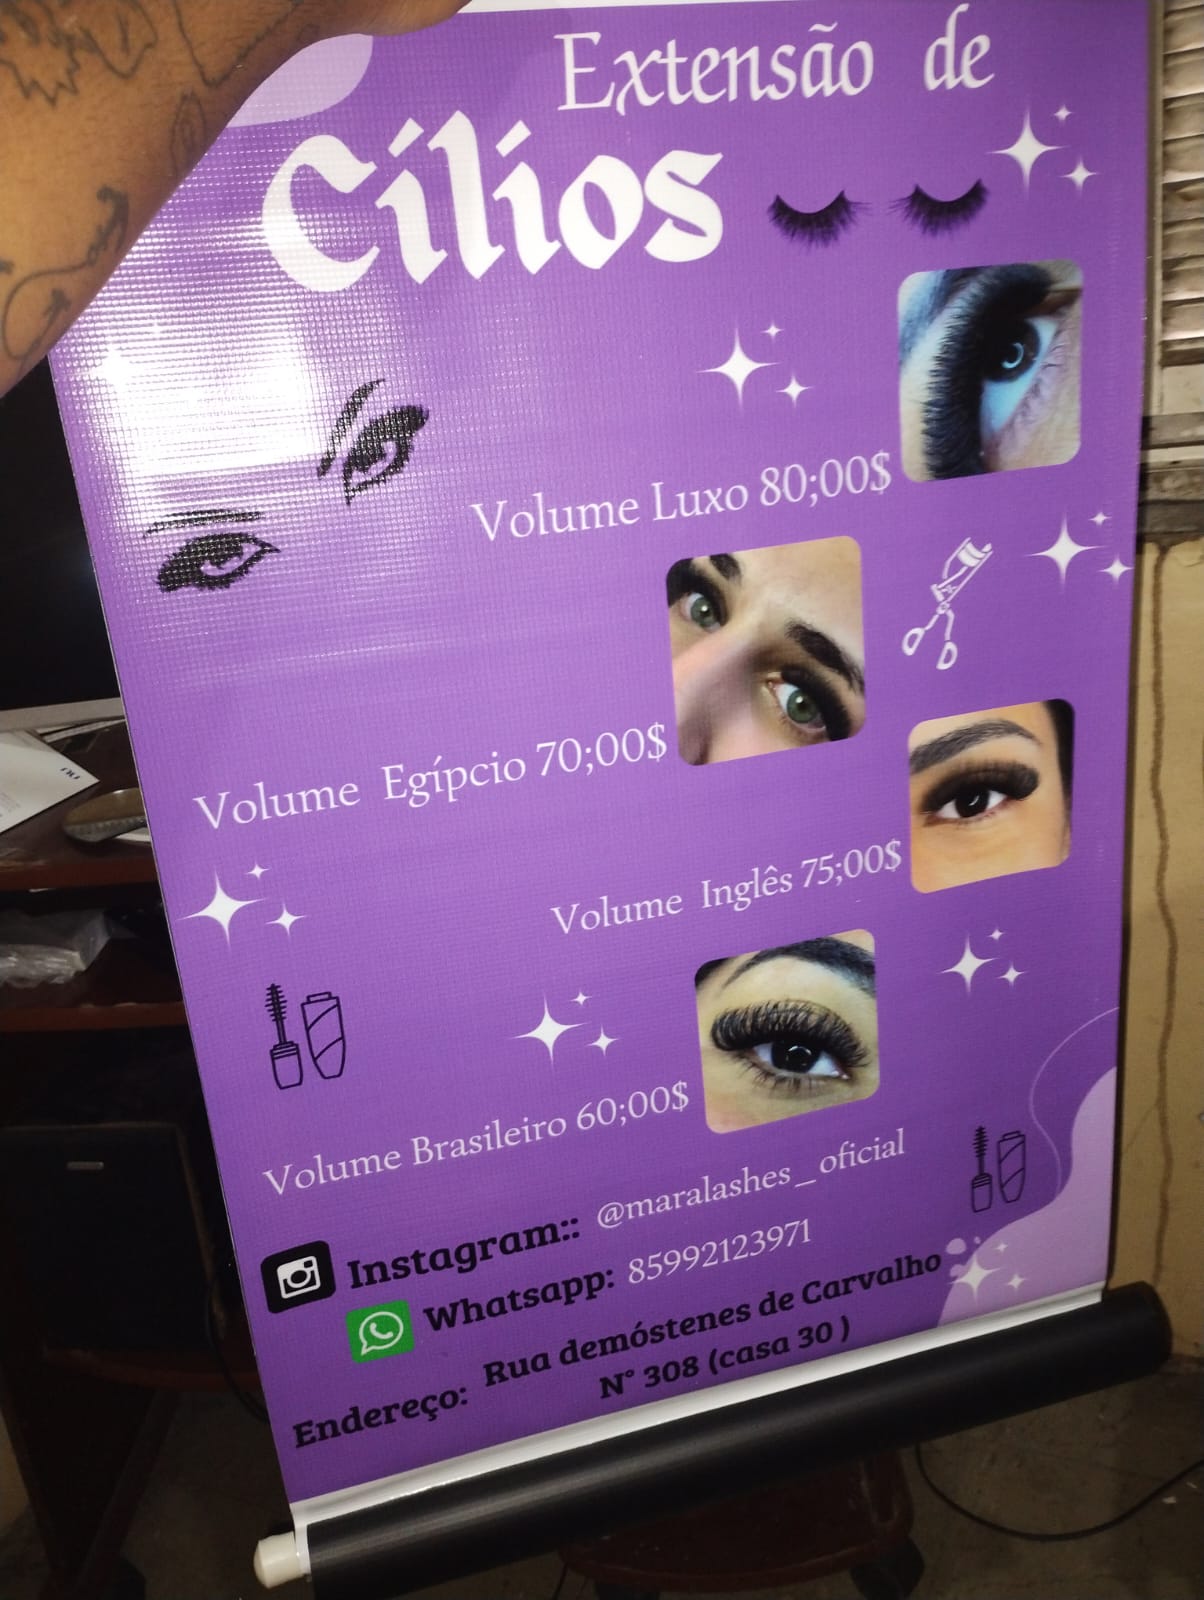 Extensão de
Cílios
Volume Luxo 80;00$
Volume Egípcio 70;00$
Volume Inglês 75;00$
Volume Brasileiro 60;00$
Instagram:: @maralashes_oficial
Whatsapp: 85992123971
Endereço: Rua demóstenes de Carvalho
N° 308 (casa 30 )